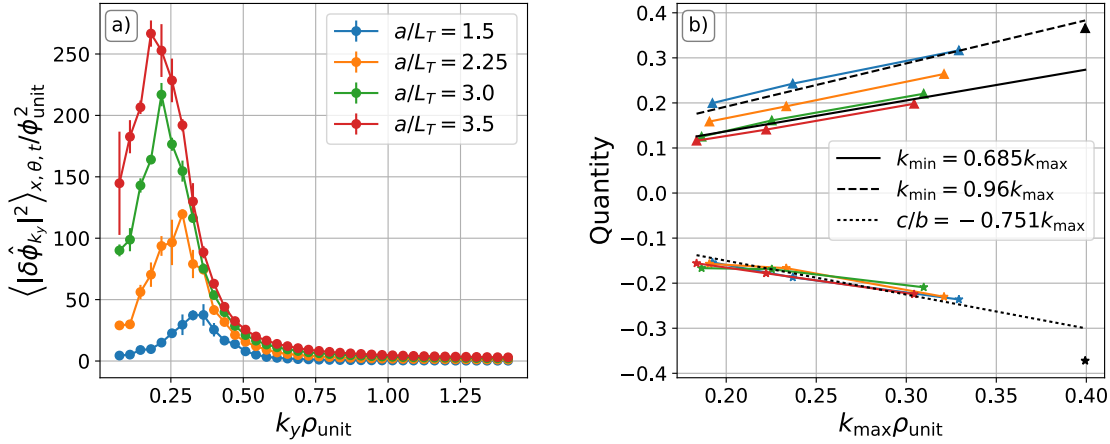 a)
a/L_T = 1.5
a/L_T = 2.25
a/L_T = 3.0
a/L_T = 3.5
250
200
150
100
50
0
⟨|δϕ̂_{k_y}|²⟩_{x, θ, t}/ϕ²_unit
0.25 0.50 0.75 1.00 1.25
k_yρ_unit
b)
k_min = 0.685k_max
k_min = 0.96k_max
c/b = −0.751k_max
0.4
0.3
0.2
0.1
0.0
−0.1
−0.2
−0.3
−0.4
Quantity
0.20 0.25 0.30 0.35 0.40
k_maxρ_unit